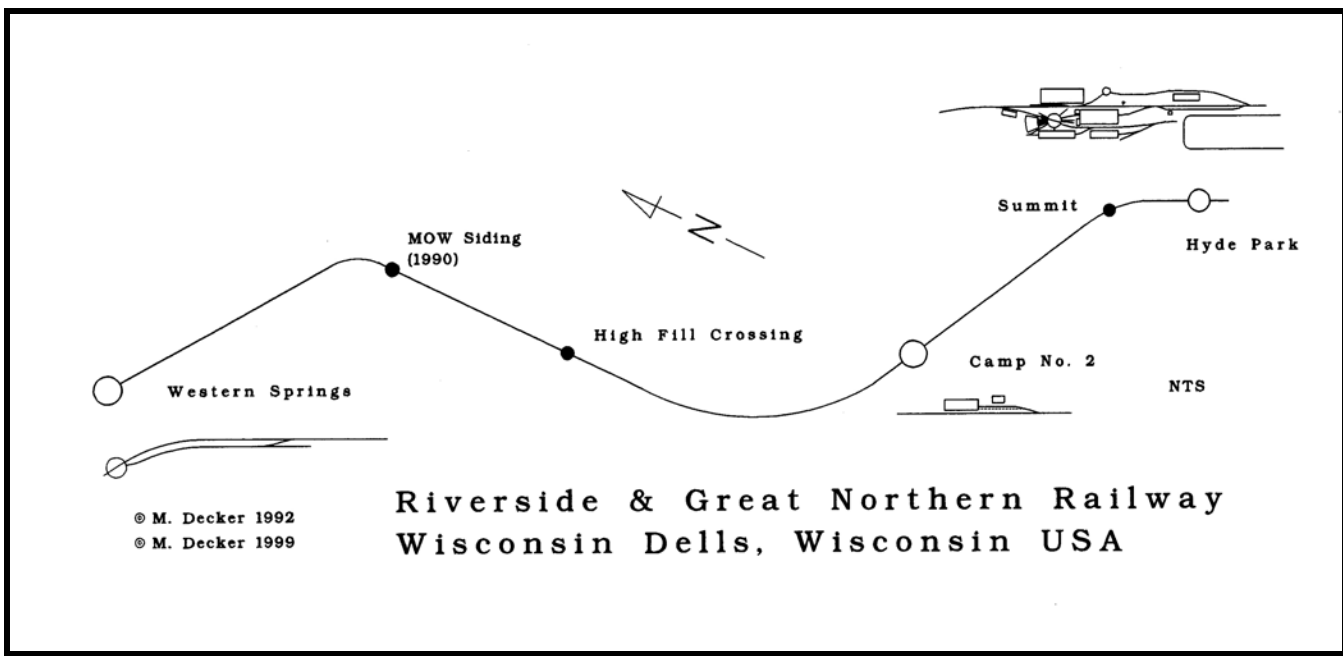 Summit
Hyde Park
N
MOW Siding
(1990)
High Fill Crossing
Camp No. 2
NTS
Western Springs
© M. Decker 1992
© M. Decker 1999
Riverside & Great Northern Railway
Wisconsin Dells, Wisconsin USA